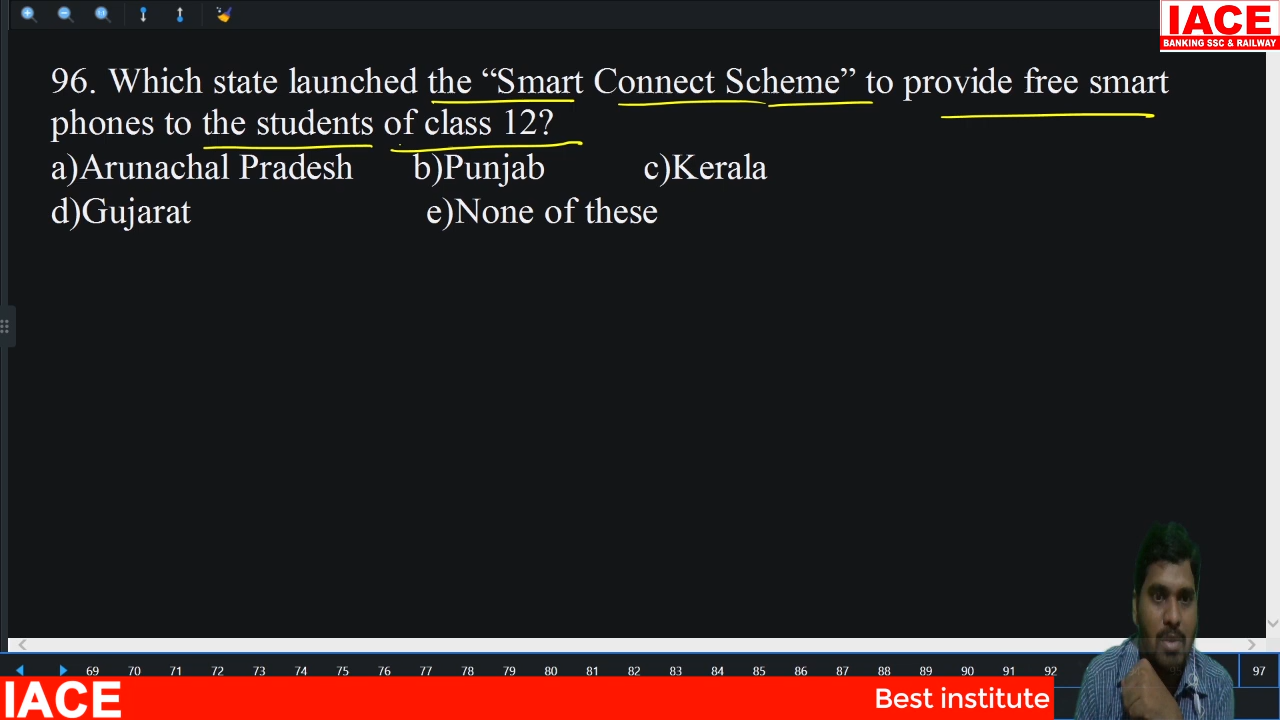 IACE
BANKING SSC & RAILWAY
96. Which state launched the “Smart Connect Scheme” to provide free smart
phones to the students of class 12?
a)Arunachal Pradesh b)Punjab c)Kerala
d)Gujarat e)None of these
69 70 71 72 73 74 75 76 77 78 79 80 81 82 83 84 85 86 87 88 89 90 91 92 97
IACE
Best institute